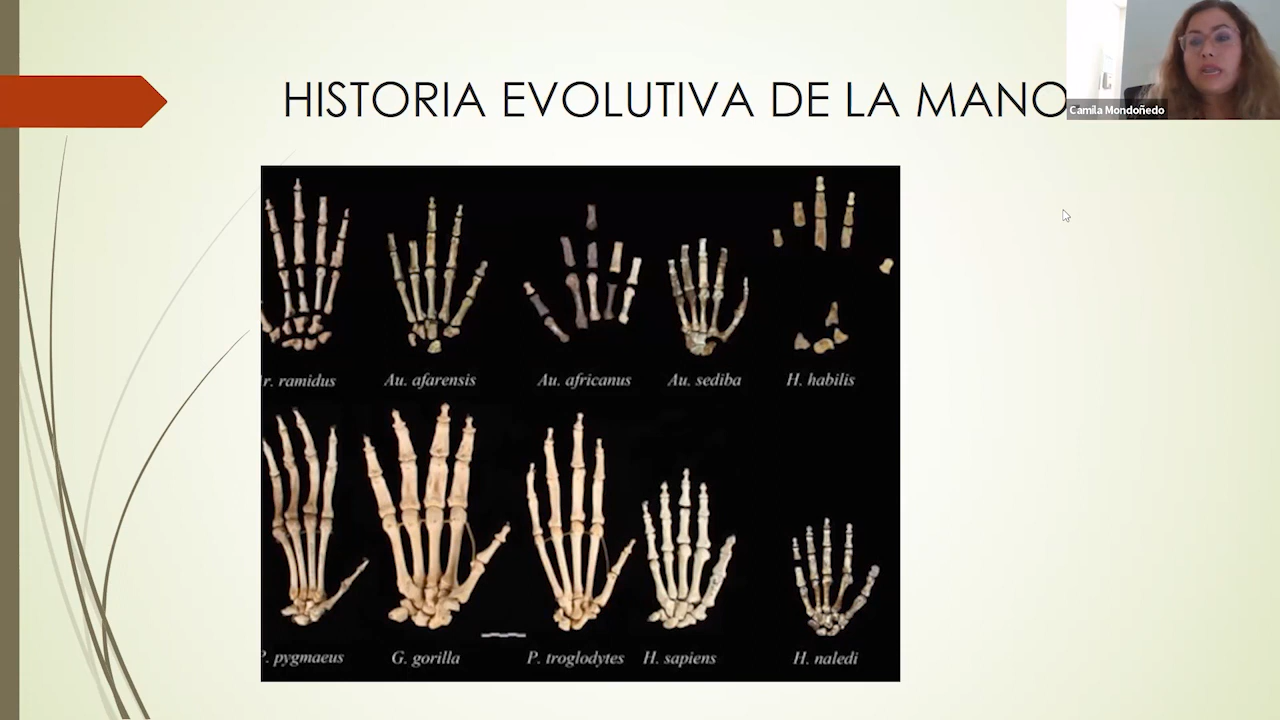 HISTORIA EVOLUTIVA DE LA MANO
Camila Mondoñedo
r. ramidus
Au. afarensis
Au. africanus
Au. sediba
H. habilis
P. pygmaeus
G. gorilla
P. troglodytes
H. sapiens
H. naledi